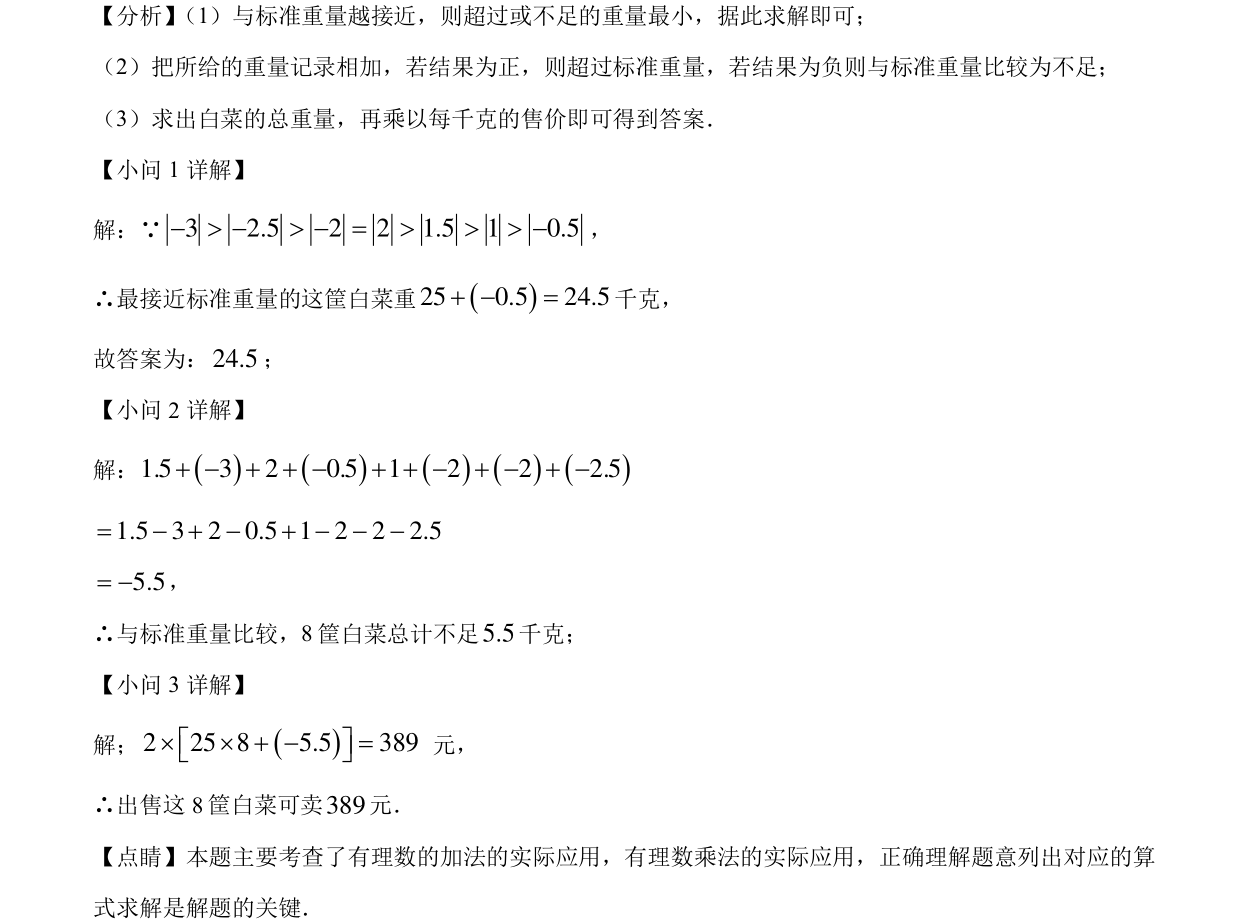 【分析】（1）与标准重量越接近，则超过或不足的重量最小，据此求解即可；
（2）把所给的重量记录相加，若结果为正，则超过标准重量，若结果为负则与标准重量比较为不足；
（3）求出白菜的总重量，再乘以每千克的售价即可得到答案．
【小问 1 详解】
解：∵|−3|>|−2.5|>|−2|=|2|>|1.5|>|1|>|−0.5|，
∴最接近标准重量的这筐白菜重25+(−0.5)=24.5千克，
故答案为：24.5；
【小问 2 详解】
解：1.5+(−3)+2+(−0.5)+1+(−2)+(−2)+(−2.5)
=1.5−3+2−0.5+1−2−2−2.5
=−5.5，
∴与标准重量比较，8 筐白菜总计不足5.5千克；
【小问 3 详解】
解；2×[25×8+(−5.5)]=389 元，
∴出售这 8 筐白菜可卖389元．
【点睛】本题主要考查了有理数的加法的实际应用，有理数乘法的实际应用，正确理解题意列出对应的算
式求解是解题的关键．